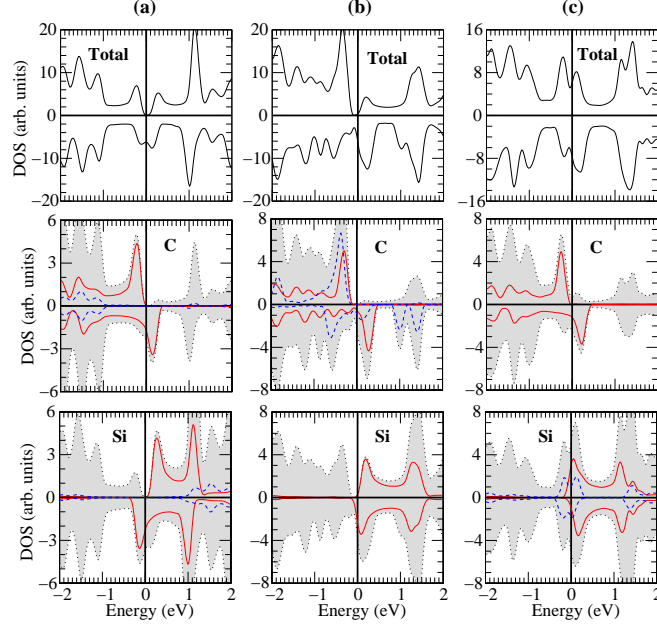 (a) (b) (c)
20 20 16
Total Total Total
10 10 8
0 0 0
−10 −10 −8
−20 −20 −16
DOS (arb. units)
6 8 8
C C C
3 4 4
0 0 0
−3 −4 −4
−6 −8 −8
DOS (arb. units)
6 8 8
Si Si Si
3 4 4
0 0 0
−3 −4 −4
−6 −8 −8
DOS (arb. units)
−2 −1 0 1 2 −2 −1 0 1 2 −2 −1 0 1 2
Energy (eV) Energy (eV) Energy (eV)